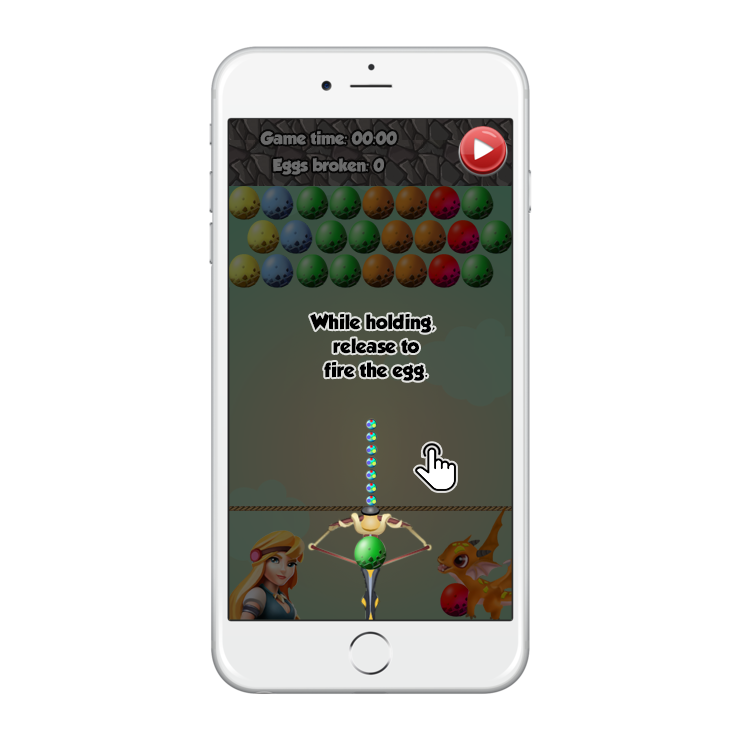 Game time: 00:00
Eggs broken: 0
While holding,
release to
fire the egg.